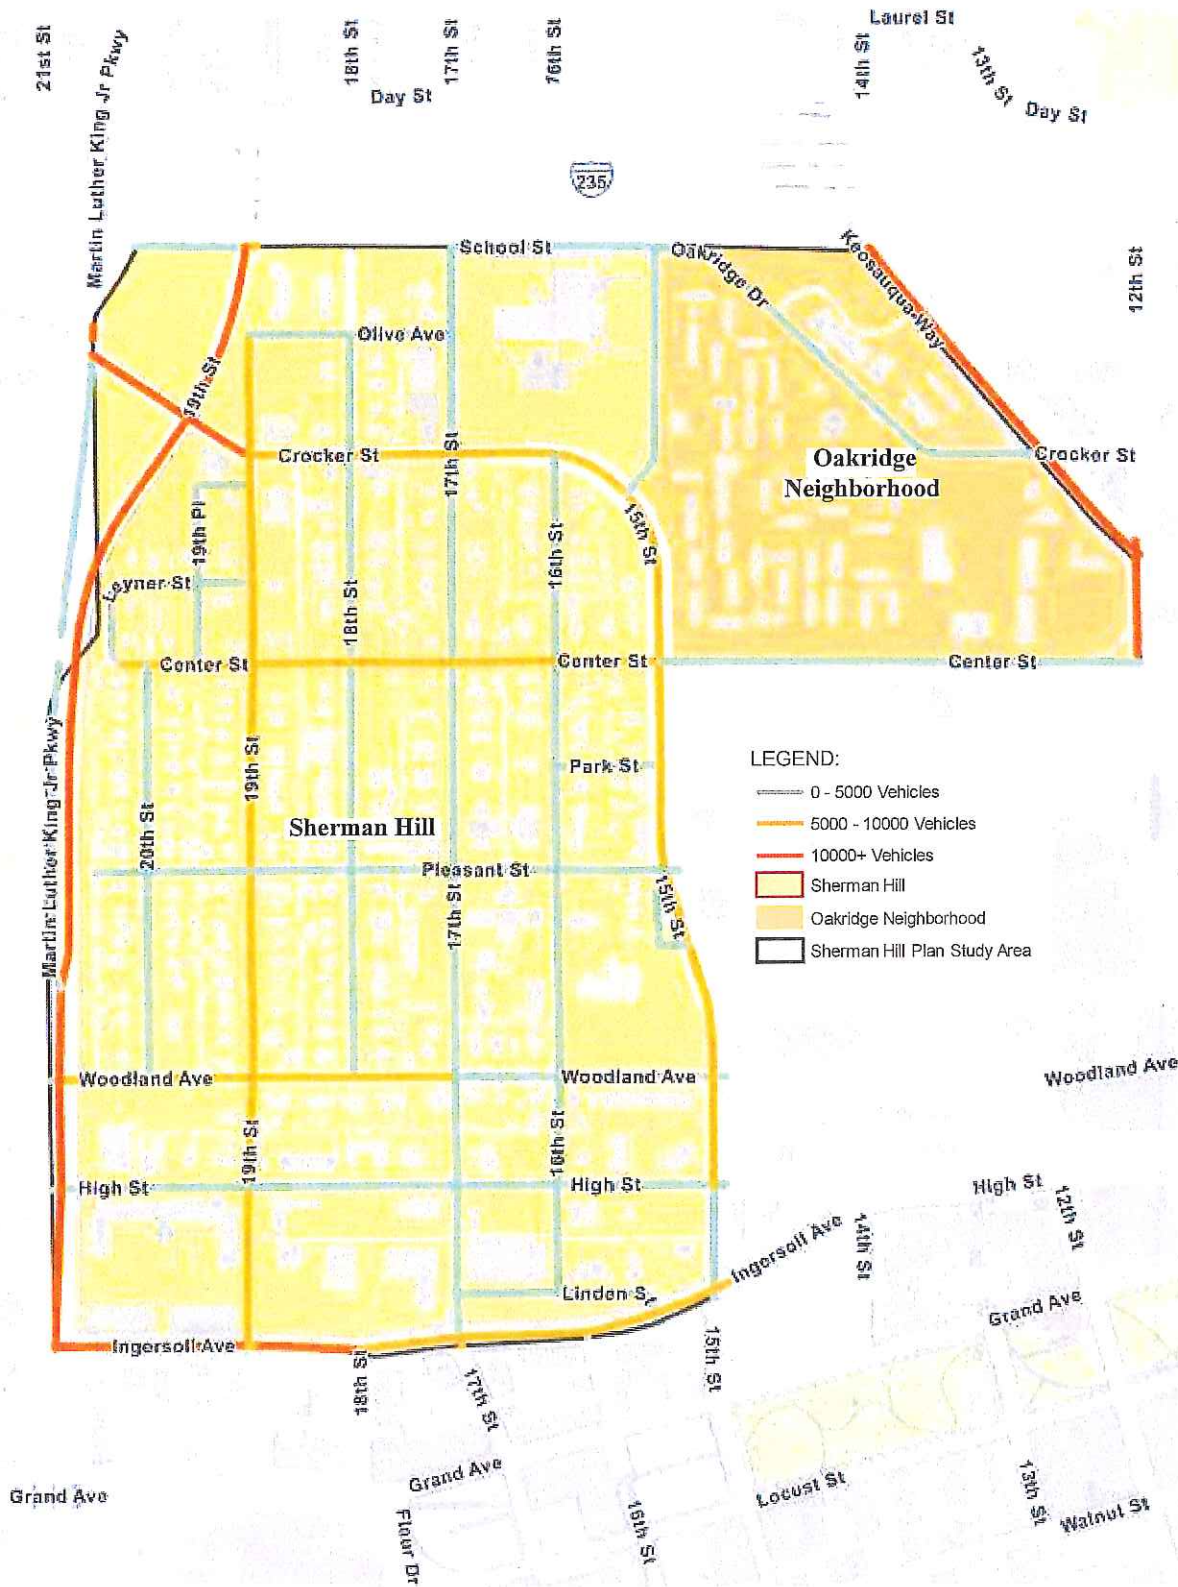 Laurel St
21st St
Martin Luther King Jr Pkwy
18th St
17th St
16th St
14th St
13th St
Day St
Day St
235
School St
Oakridge Dr
Keosauqua Way
12th St
Olive Ave
19th St
Crocker St
17th St
Oakridge
Neighborhood
Crocker St
15th St
19th Pl
16th St
Leyner St
18th St
Center St
Center St
Center St
Martin Luther King Jr Pkwy
19th St
Park St
LEGEND:
0 - 5000 Vehicles
5000 - 10000 Vehicles
10000+ Vehicles
Sherman Hill
Oakridge Neighborhood
Sherman Hill Plan Study Area
20th St
Sherman Hill
Pleasant St
17th St
15th St
Woodland Ave
Woodland Ave
Woodland Ave
19th St
16th St
High St
High St
High St
12th St
14th St
Ingersoll Ave
Linden St
Grand Ave
Ingersoll Ave
18th St
17th St
15th St
Grand Ave
Grand Ave
Locust St
13th St
Walnut St
16th St
Fleur Dr